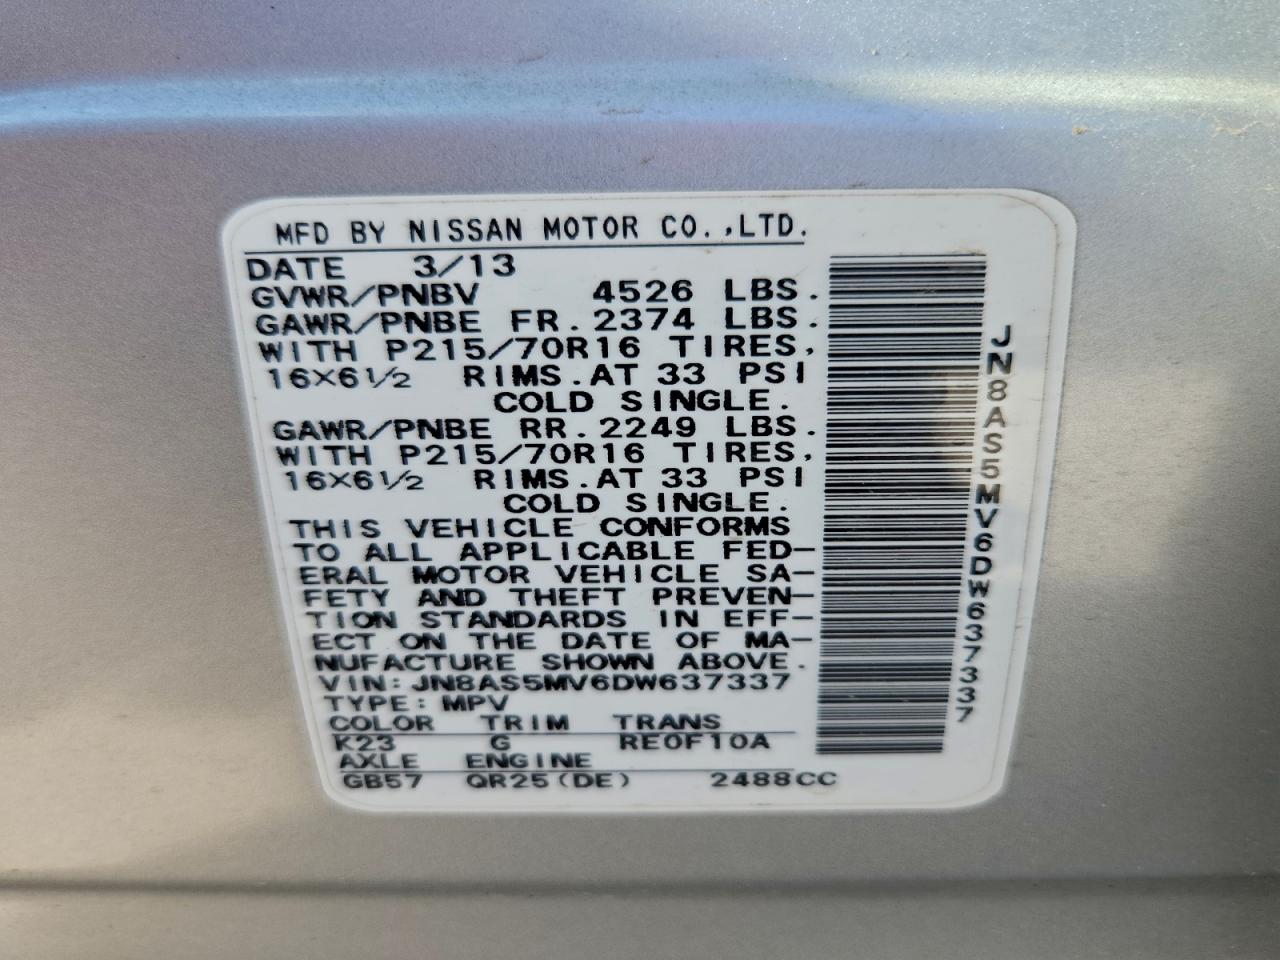 MFD BY NISSAN MOTOR CO.,LTD.
DATE 3/13
GVWR/PNBV 4526 LBS.
GAWR/PNBE FR. 2374 LBS.
WITH P215/70R16 TIRES,
16X6 1/2 RIMS. AT 33 PSI
COLD SINGLE.
GAWR/PNBE RR. 2249 LBS.
WITH P215/70R16 TIRES,
16X6 1/2 RIMS. AT 33 PSI
COLD SINGLE.
THIS VEHICLE CONFORMS
TO ALL APPLICABLE FED-
ERAL MOTOR VEHICLE SA-
FETY AND THEFT PREVEN-
TION STANDARDS IN EFF-
ECT ON THE DATE OF MA-
NUFACTURE SHOWN ABOVE.
VIN: JN8AS5MV6DW637337
TYPE: MPV
COLOR TRIM TRANS
K23 G RE0F10A
AXLE ENGINE
GB57 QR25(DE) 2488CC
JN8AS5MV6DW637337